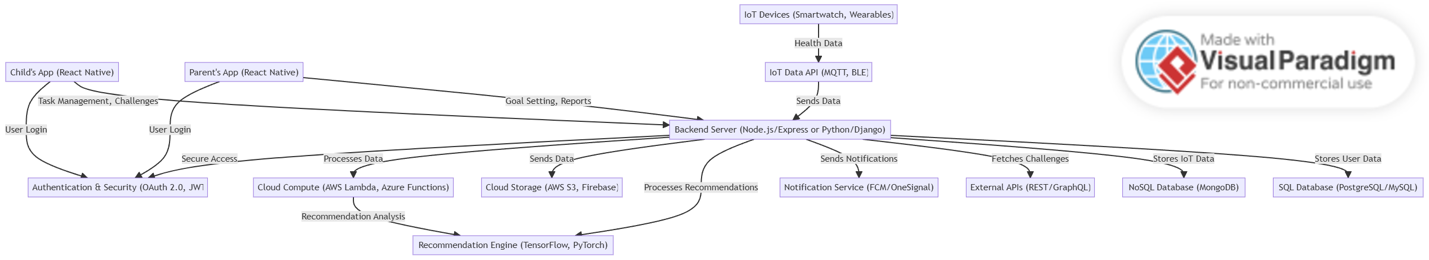 IoT Devices (Smartwatch, Wearables)
Made with
Visual Paradigm
For non-commercial use
Health Data
Child's App (React Native)
Parent's App (React Native)
IoT Data API (MQTT, BLE)
Task Management, Challenges
Goal Setting, Reports
Sends Data
User Login
User Login
Backend Server (Node.js/Express or Python/Django)
Secure Access
Processes Data
Sends Data
Sends Notifications
Fetches Challenges
Stores IoT Data
Stores User Data
Authentication & Security (OAuth 2.0, JWT
Cloud Compute (AWS Lambda, Azure Functions)
Cloud Storage (AWS S3, Firebase)
Processes Recommendations
Notification Service (FCM/OneSignal)
External APIs (REST/GraphQL)
NoSQL Database (MongoDB)
SQL Database (PostgreSQL/MySQL)
Recommendation Analysis
Recommendation Engine (TensorFlow, PyTorch)